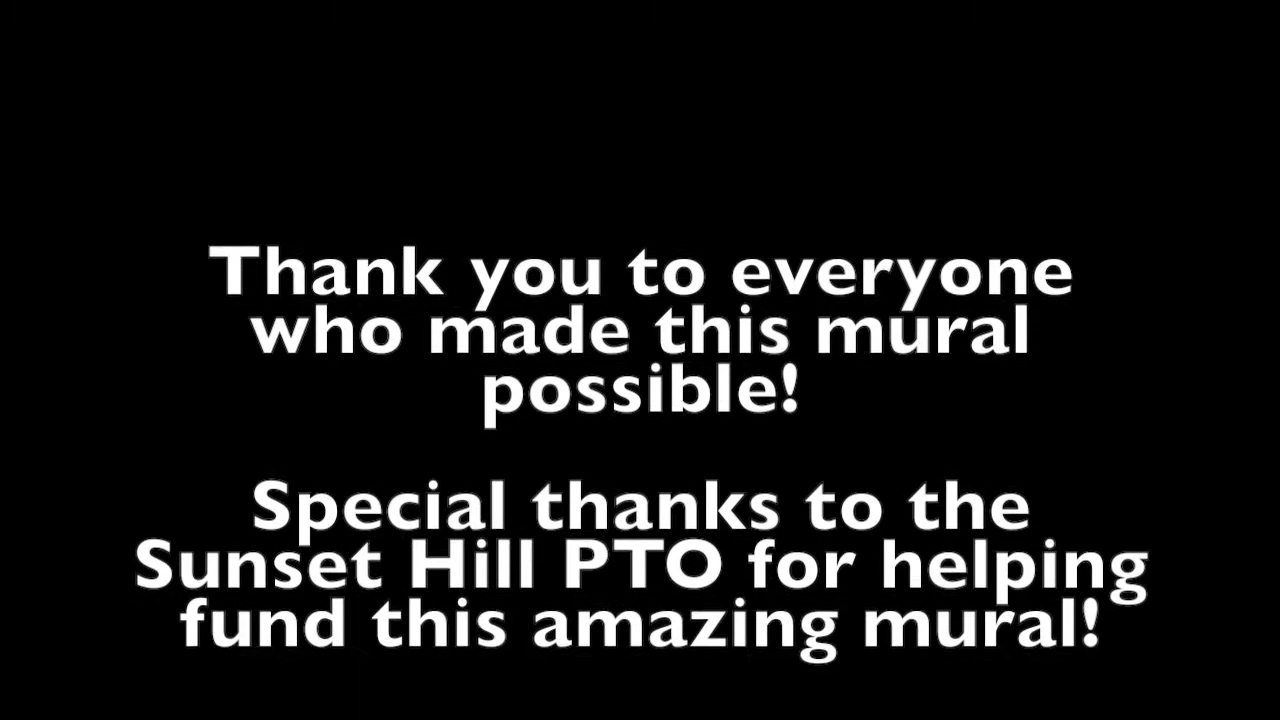 Thank you to everyone
who made this mural
possible!
Special thanks to the
Sunset Hill PTO for helping
fund this amazing mural!